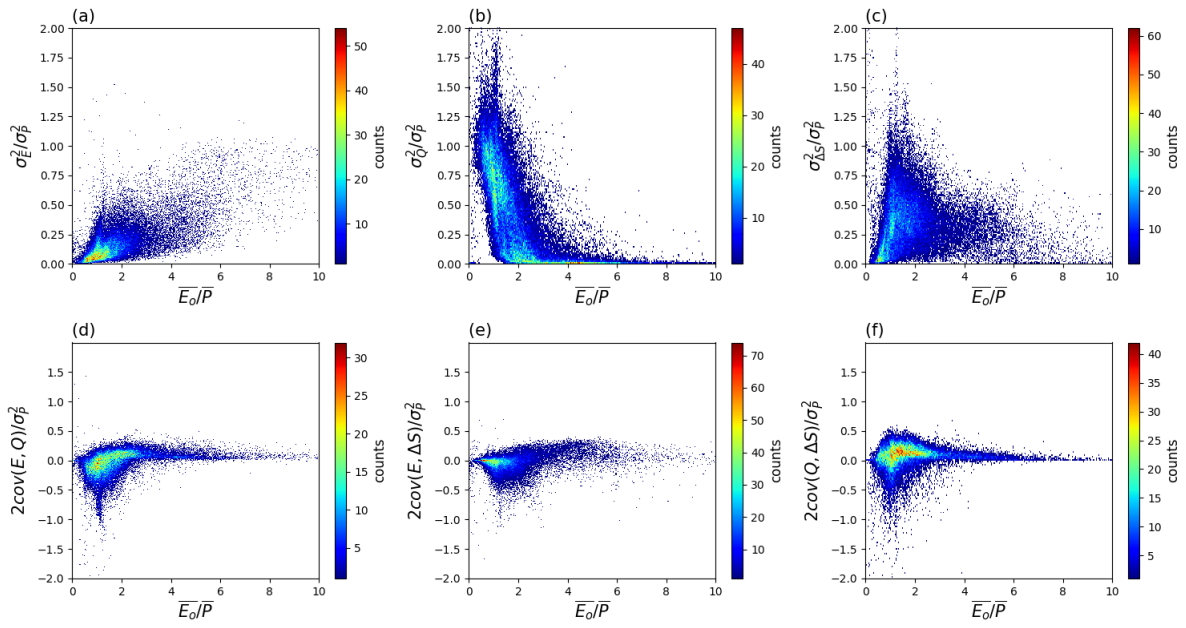 (a)
2.00
1.75
1.50
1.25
1.00
0.75
0.50
0.25
0.00
σ²_E/σ²_P
0 2 4 6 8 10
E̅_o̅/P̅
50
40
30
20
10
counts
(b)
2.00
1.75
1.50
1.25
1.00
0.75
0.50
0.25
0.00
σ²_Q/σ²_P
0 2 4 6 8 10
E̅_o̅/P̅
40
30
20
10
counts
(c)
2.00
1.75
1.50
1.25
1.00
0.75
0.50
0.25
0.00
σ²_ΔS/σ²_P
0 2 4 6 8 10
E̅_o̅/P̅
60
50
40
30
20
10
counts
(d)
1.5
1.0
0.5
0.0
−0.5
−1.0
−1.5
−2.0
2cov(E, Q)/σ²_P
0 2 4 6 8 10
E̅_o̅/P̅
30
25
20
15
10
5
counts
(e)
1.5
1.0
0.5
0.0
−0.5
−1.0
−1.5
−2.0
2cov(E, ΔS)/σ²_P
0 2 4 6 8 10
E̅_o̅/P̅
70
60
50
40
30
20
10
counts
(f)
1.5
1.0
0.5
0.0
−0.5
−1.0
−1.5
−2.0
2cov(Q, ΔS)/σ²_P
0 2 4 6 8 10
E̅_o̅/P̅
40
35
30
25
20
15
10
5
counts